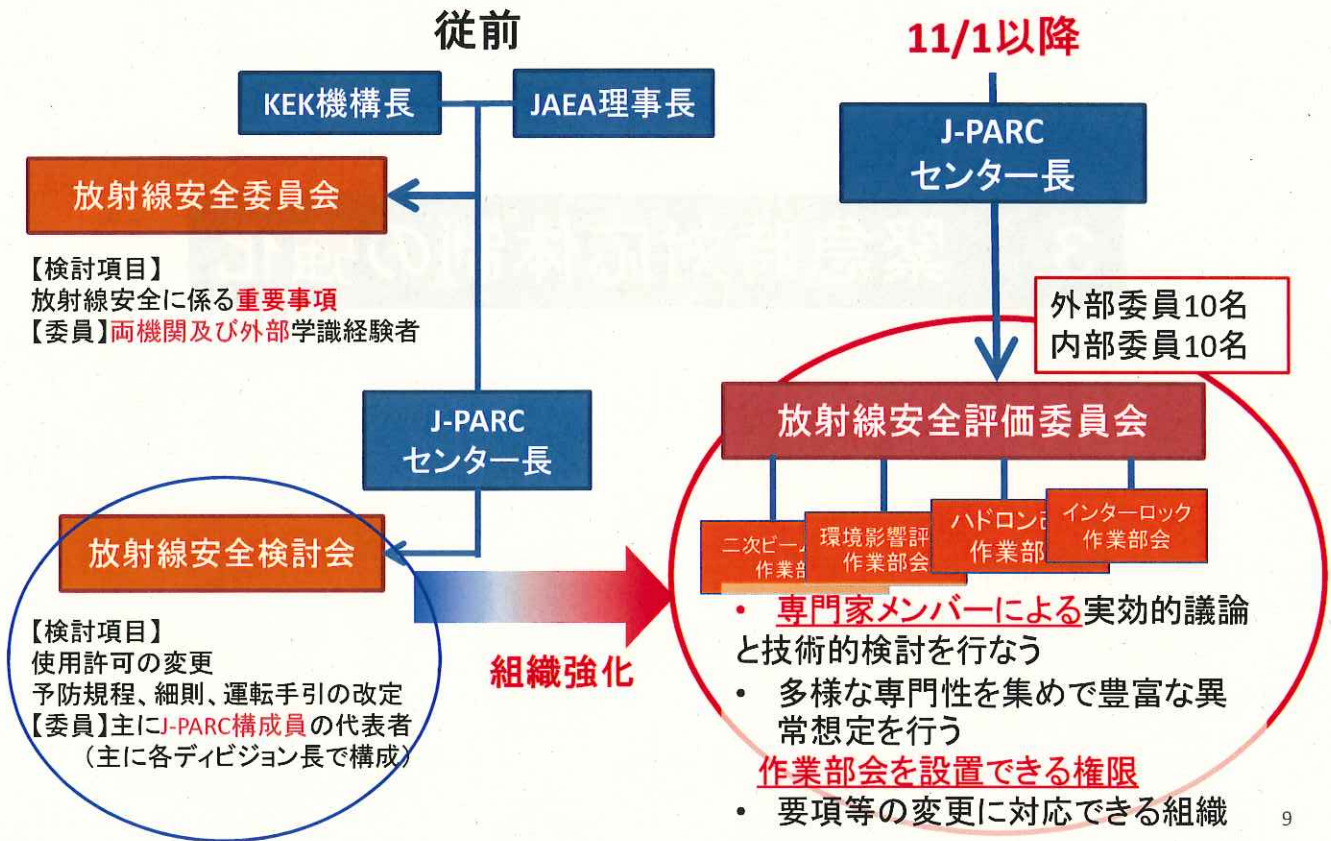 従前
KEK機構長
JAEA理事長
放射線安全委員会
【検討項目】
放射線安全に係る重要事項
【委員】両機関及び外部学識経験者
J-PARC
センター長
放射線安全検討会
【検討項目】
使用許可の変更
予防規程、細則、運転手引の改定
【委員】主にJ-PARC構成員の代表者
(主に各ディビジョン長で構成)
組織強化
11/1以降
J-PARC
センター長
外部委員10名
内部委員10名
放射線安全評価委員会
二次ビーム
作業部
環境影響評
作業部会
ハドロン
作業部
インターロック
作業部会
• 専門家メンバーによる実効的議論
と技術的検討を行なう
• 多様な専門性を集めで豊富な異
常想定を行う
作業部会を設置できる権限
• 要項等の変更に対応できる組織
9